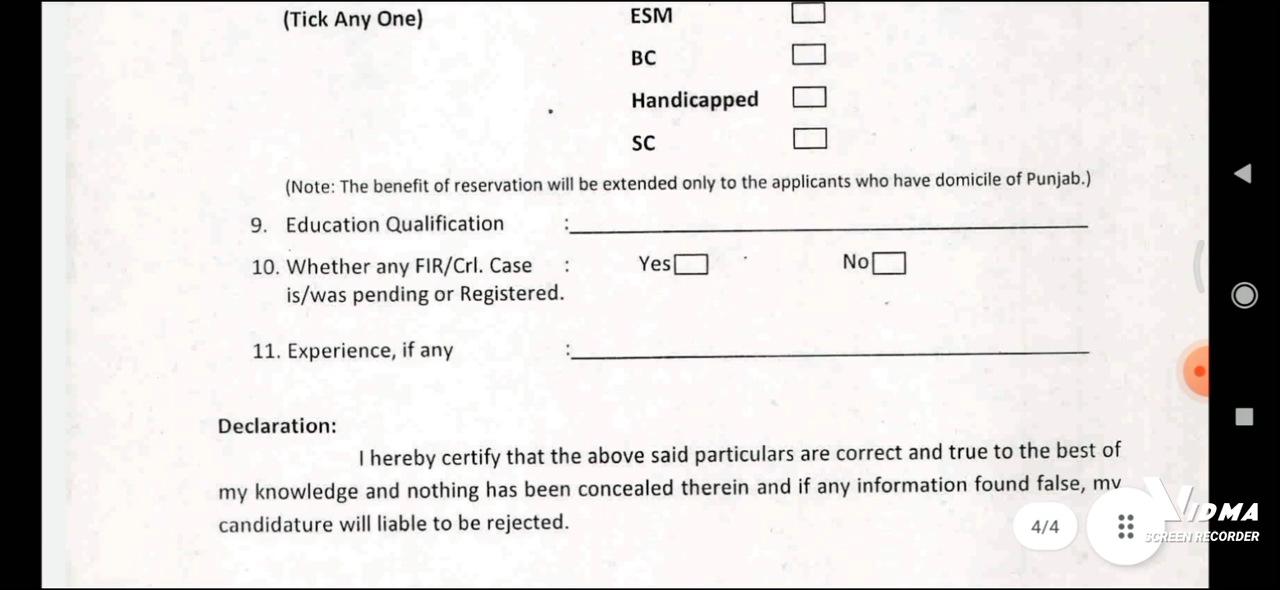 (Tick Any One)
ESM
BC
Handicapped
SC
(Note: The benefit of reservation will be extended only to the applicants who have domicile of Punjab.)
9. Education Qualification :
10. Whether any FIR/Crl. Case : Yes No
is/was pending or Registered.
11. Experience, if any :
Declaration:
I hereby certify that the above said particulars are correct and true to the best of
my knowledge and nothing has been concealed therein and if any information found false, my
candidature will liable to be rejected.
4/4
VIDMA
SCREEN RECORDER